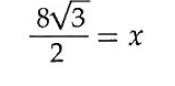 8√3/2 = x